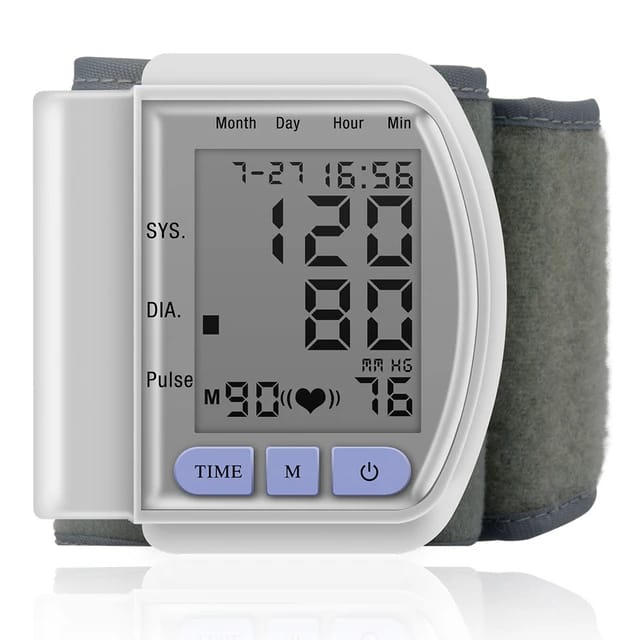 Month Day Hour Min
7-27 16:56
SYS. 120
DIA. 80
MM HG
Pulse M 90 76
TIME M